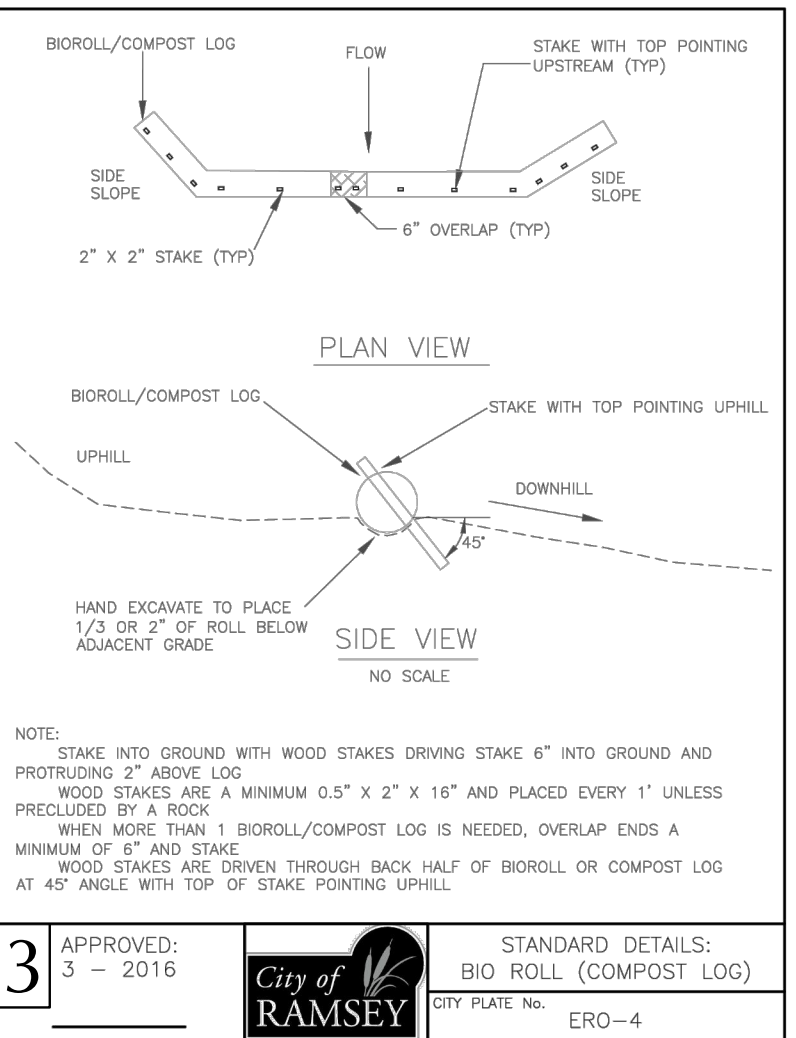 BIOROLL/COMPOST LOG
FLOW
STAKE WITH TOP POINTING
UPSTREAM (TYP)
SIDE
SLOPE
SIDE
SLOPE
6" OVERLAP (TYP)
2" X 2" STAKE (TYP)
PLAN VIEW
BIOROLL/COMPOST LOG
STAKE WITH TOP POINTING UPHILL
UPHILL
DOWNHILL
45°
HAND EXCAVATE TO PLACE
1/3 OR 2" OF ROLL BELOW
ADJACENT GRADE
SIDE VIEW
NO SCALE
NOTE:
STAKE INTO GROUND WITH WOOD STAKES DRIVING STAKE 6" INTO GROUND AND
PROTRUDING 2" ABOVE LOG
WOOD STAKES ARE A MINIMUM 0.5" X 2" X 16" AND PLACED EVERY 1' UNLESS
PRECLUDED BY A ROCK
WHEN MORE THAN 1 BIOROLL/COMPOST LOG IS NEEDED, OVERLAP ENDS A
MINIMUM OF 6" AND STAKE
WOOD STAKES ARE DRIVEN THROUGH BACK HALF OF BIOROLL OR COMPOST LOG
AT 45° ANGLE WITH TOP OF STAKE POINTING UPHILL
3
APPROVED:
3 - 2016
City of
RAMSEY
STANDARD DETAILS:
BIO ROLL (COMPOST LOG)
CITY PLATE No.
ERO-4